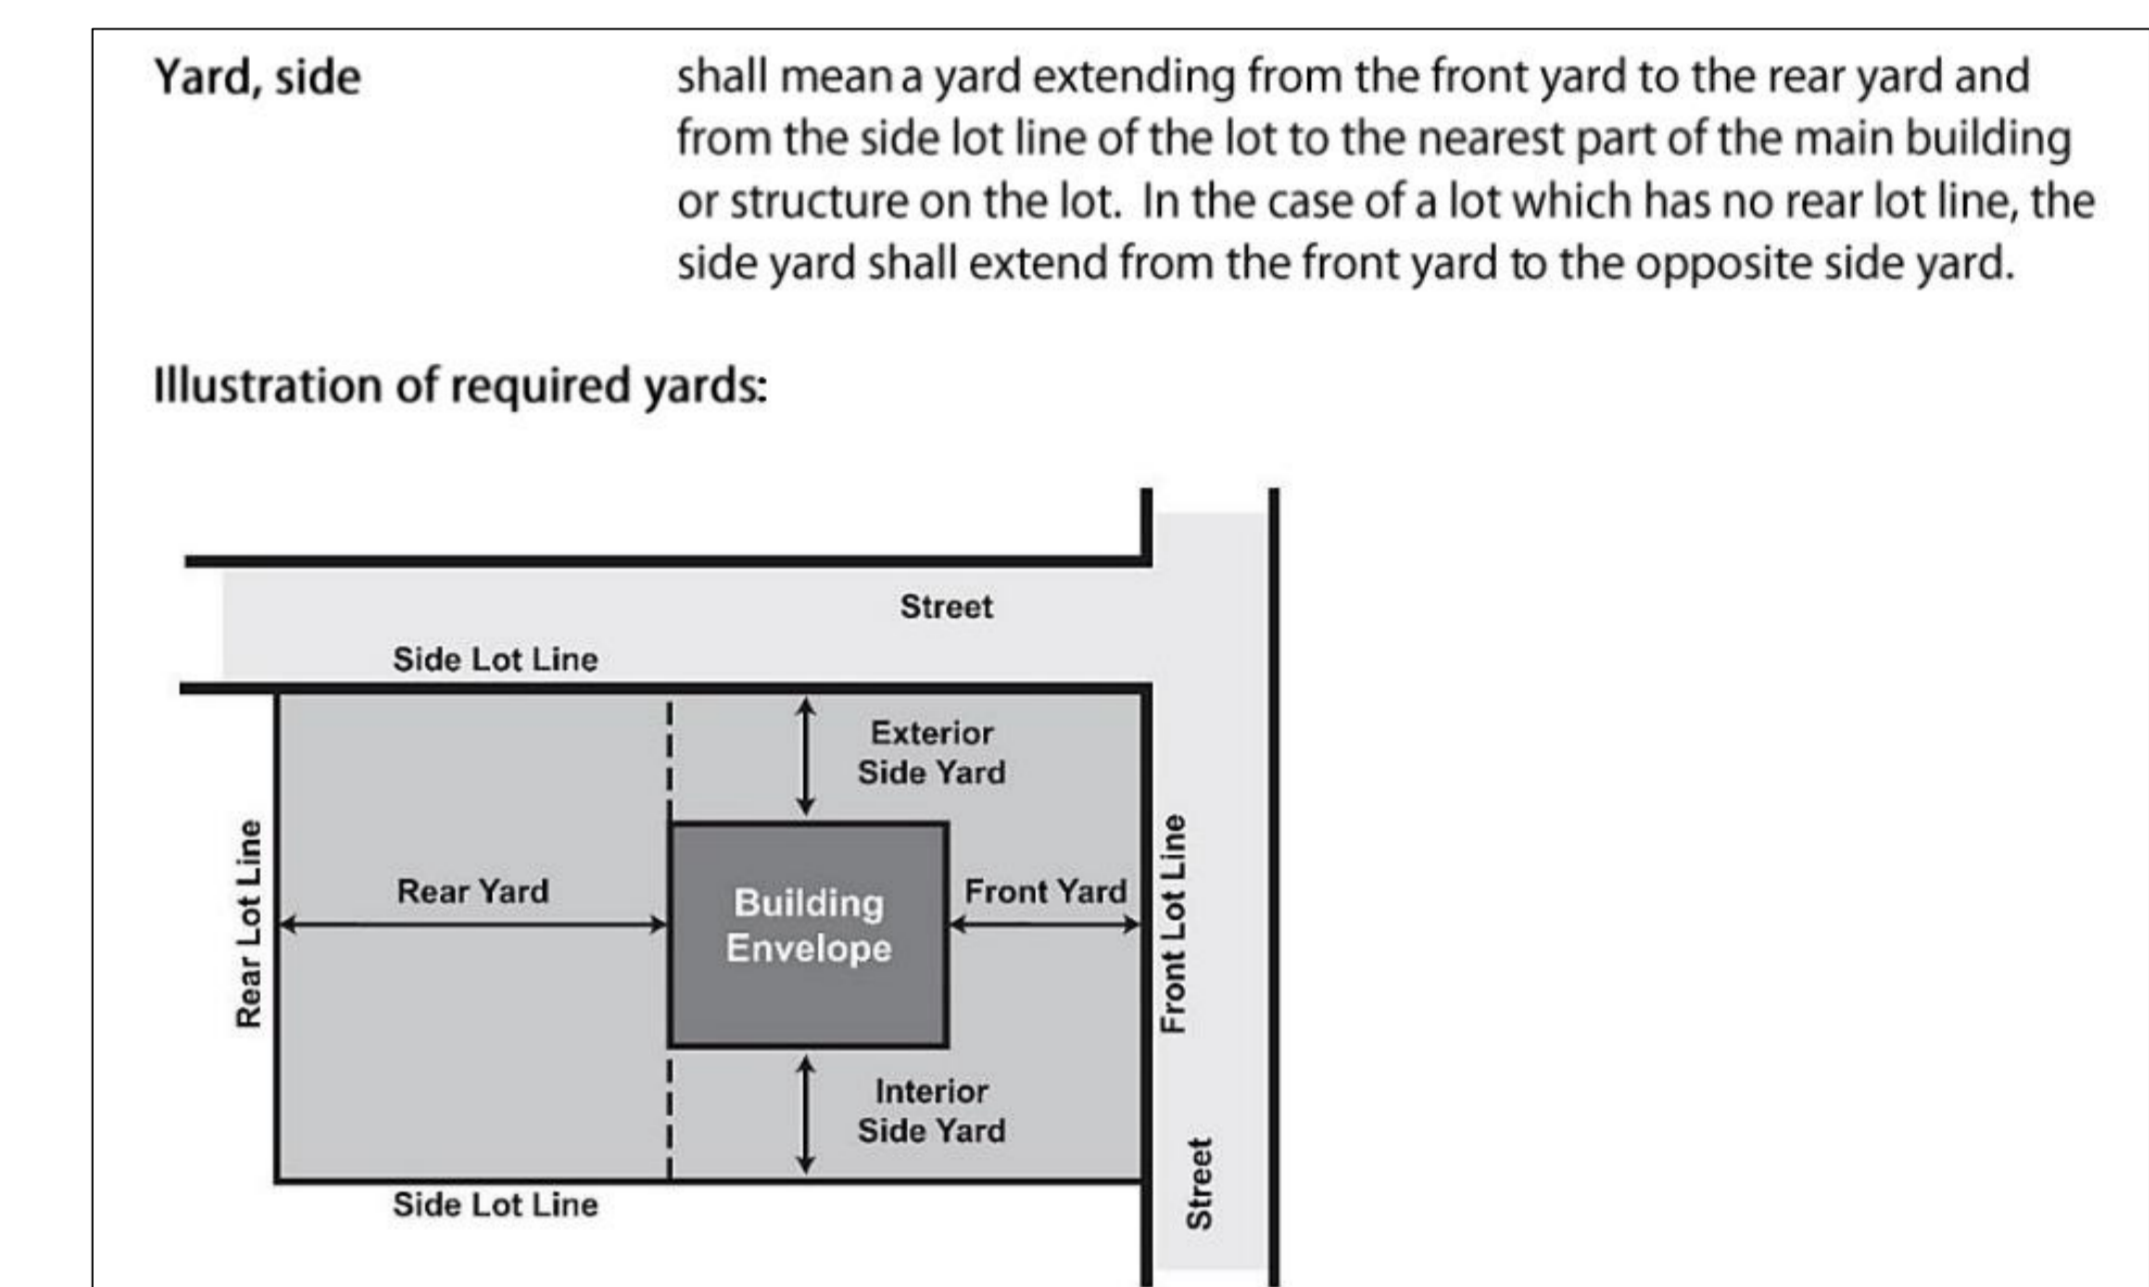 Yard, side shall mean a yard extending from the front yard to the rear yard and
from the side lot line of the lot to the nearest part of the main building
or structure on the lot. In the case of a lot which has no rear lot line, the
side yard shall extend from the front yard to the opposite side yard.
Illustration of required yards:
Street
Side Lot Line
Exterior
Side Yard
Rear Lot Line
Rear Yard
Building
Envelope
Front Yard
Front Lot Line
Interior
Side Yard
Street
Side Lot Line